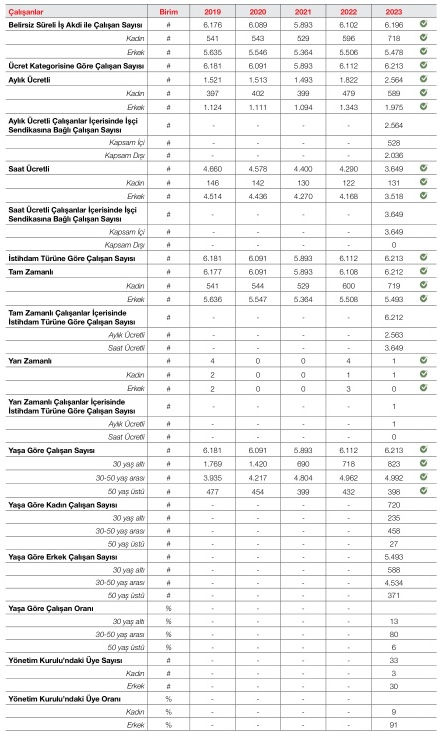 Çalışanlar Birim 2019 2020 2021 2022 2023
Belirsiz Süreli İş Akdi ile Çalışan Sayısı # 6.176 6.089 5.893 6.102 6.196
Kadın # 541 543 529 596 718
Erkek # 5.635 5.546 5.364 5.506 5.478
Ücret Kategorisine Göre Çalışan Sayısı # 6.181 6.091 5.893 6.112 6.213
Aylık Ücretli # 1.521 1.513 1.493 1.822 2.564
Kadın # 397 402 399 479 589
Erkek # 1.124 1.111 1.094 1.343 1.975
Aylık Ücretli Çalışanlar İçerisinde İşçi
Sendikasına Bağlı Çalışan Sayısı # - - - - 2.564
Kapsam İçi - - - - 528
Kapsam Dışı - - - - 2.036
Saat Ücretli # 4.660 4.578 4.400 4.290 3.649
Kadın # 146 142 130 122 131
Erkek # 4.514 4.436 4.270 4.168 3.518
Saat Ücretli Çalışanlar İçerisinde İşçi
Sendikasına Bağlı Çalışan Sayısı # - - - - 3.649
Kapsam İçi # - - - - 3.649
Kapsam Dışı # - - - - 0
İstihdam Türüne Göre Çalışan Sayısı # 6.181 6.091 5.893 6.112 6.213
Tam Zamanlı # 6.177 6.091 5.893 6.108 6.212
Kadın # 541 544 529 600 719
Erkek # 5.636 5.547 5.364 5.508 5.493
Tam Zamanlı Çalışanlar İçerisinde
İstihdam Türüne Göre Çalışan Sayısı # - - - - 6.212
Aylık Ücretli # - - - - 2.563
Saat Ücretli # - - - - 3.649
Yarı Zamanlı # 4 0 0 4 1
Kadın # 2 0 0 1 1
Erkek # 2 0 0 3 0
Yarı Zamanlı Çalışanlar İçerisinde
İstihdam Türüne Göre Çalışan Sayısı # - - - - 1
Aylık Ücretli # - - - - 1
Saat Ücretli # - - - - 0
Yaşa Göre Çalışan Sayısı # 6.181 6.091 5.893 6.112 6.213
30 yaş altı # 1.769 1.420 690 718 823
30-50 yaş arası # 3.935 4.217 4.804 4.962 4.992
50 yaş üstü # 477 454 399 432 398
Yaşa Göre Kadın Çalışan Sayısı # - - - - 720
30 yaş altı # - - - - 235
30-50 yaş arası # - - - - 458
50 yaş üstü # - - - - 27
Yaşa Göre Erkek Çalışan Sayısı # - - - - 5.493
30 yaş altı # - - - - 588
30-50 yaş arası # - - - - 4.534
50 yaş üstü # - - - - 371
Yaşa Göre Çalışan Oranı % - - - -
30 yaş altı % - - - - 13
30-50 yaş arası % - - - - 80
50 yaş üstü % - - - - 6
Yönetim Kurulu'ndaki Üye Sayısı # - - - - 33
Kadın # - - - - 3
Erkek # - - - - 30
Yönetim Kurulu'ndaki Üye Oranı % - - - -
Kadın % - - - - 9
Erkek % - - - - 91